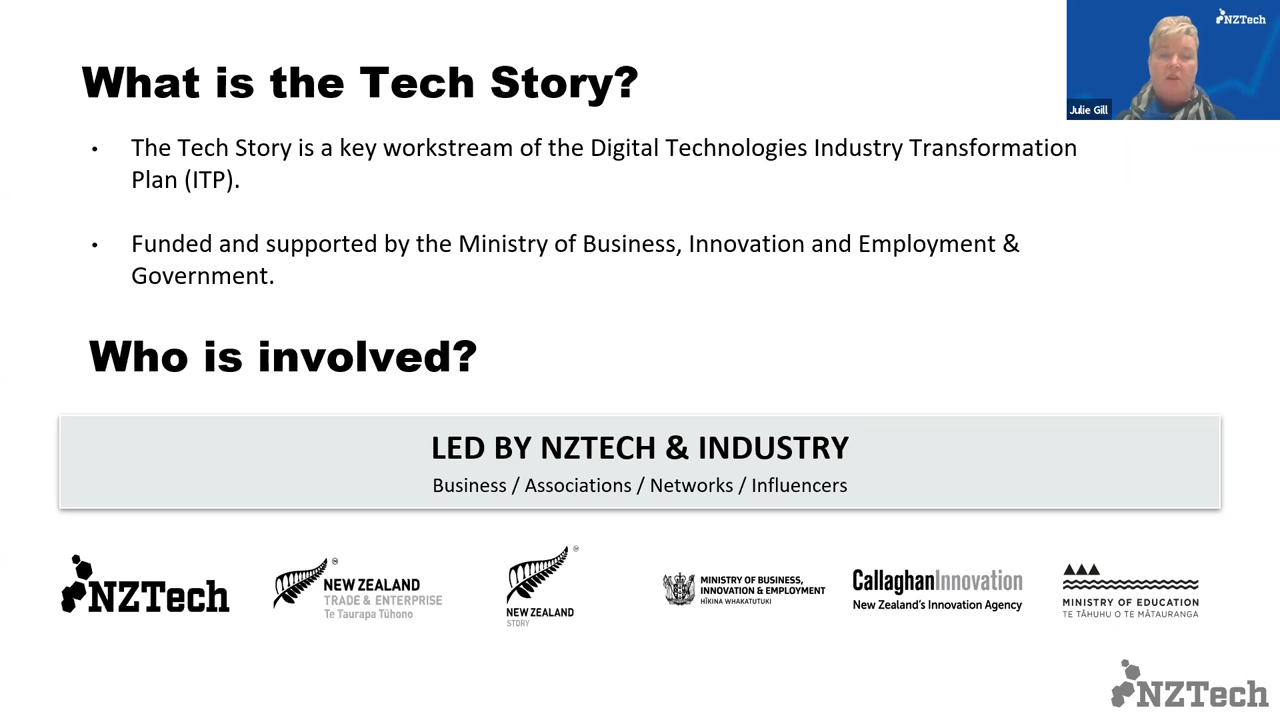 NZTech
Julie Gill
What is the Tech Story?
• The Tech Story is a key workstream of the Digital Technologies Industry Transformation
Plan (ITP).
• Funded and supported by the Ministry of Business, Innovation and Employment &
Government.
Who is involved?
LED BY NZTECH & INDUSTRY
Business / Associations / Networks / Influencers
NZTech
NEW ZEALAND
TRADE & ENTERPRISE
Te Taurapa Tūhono
TM
NEW ZEALAND
STORY
TM
MINISTRY OF BUSINESS,
INNOVATION & EMPLOYMENT
HĪKINA WHAKATUTUKI
CallaghanInnovation
New Zealand's Innovation Agency
MINISTRY OF EDUCATION
TE TĀHUHU O TE MĀTAURANGA
NZTech